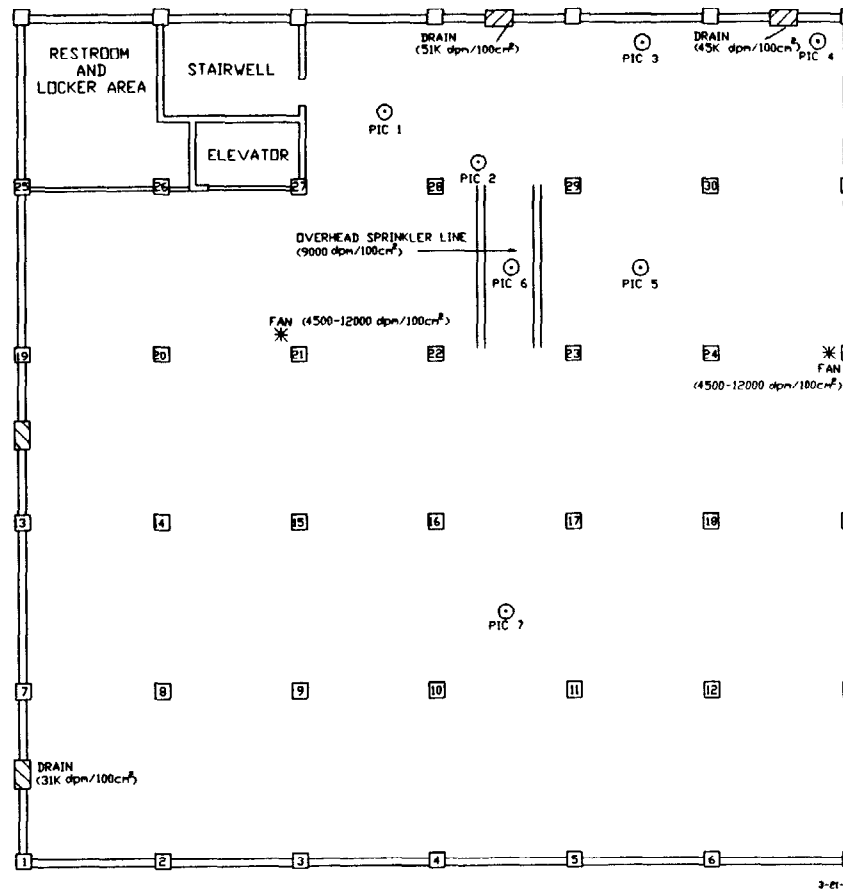 RESTROOM
AND
LOCKER AREA
STAIRWELL
ELEVATOR
DRAIN
(51K dpm/100cm²)
DRAIN
(45K dpm/100cm²)
PIC 3
PIC 4
PIC 1
PIC 2
25
26
27
28
29
30
OVERHEAD SPRINKLER LINE
(9000 dpm/100cm²)
PIC 6
PIC 5
FAN (4500-12000 dpm/100cm²)
19
20
21
22
23
24
FAN
(4500-12000 dpm/100cm²)
3
14
15
16
17
18
PIC 7
7
8
9
10
11
12
DRAIN
(31K dpm/100cm²)
1
2
3
4
5
6